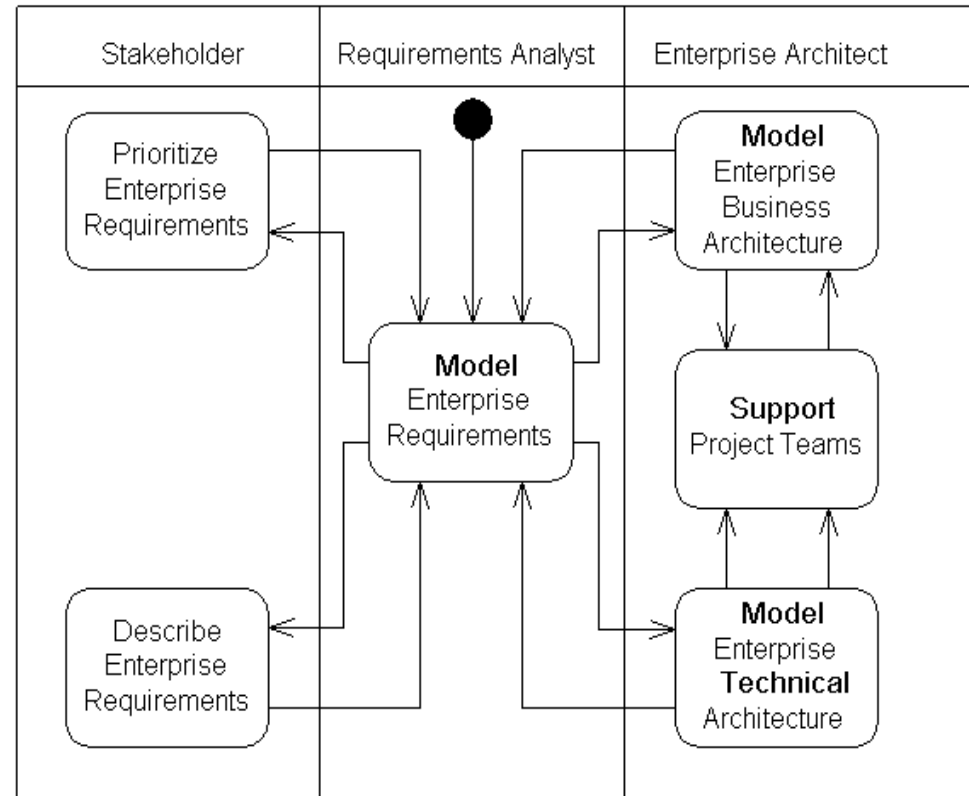 Stakeholder
Requirements Analyst
Enterprise Architect
Prioritize
Enterprise
Requirements
Model
Enterprise
Business
Architecture
Model
Enterprise
Requirements
Support
Project Teams
Describe
Enterprise
Requirements
Model
Enterprise
Technical
Architecture